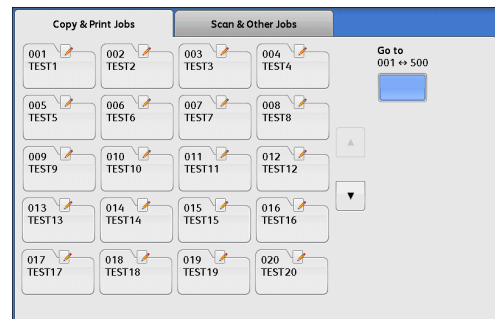 Copy & Print Jobs
Scan & Other Jobs
001
TEST1
002
TEST2
003
TEST3
004
TEST4
Go to
001 ↔ 500
005
TEST5
006
TEST6
007
TEST7
008
TEST8
009
TEST9
010
TEST10
011
TEST11
012
TEST12
013
TEST13
014
TEST14
015
TEST15
016
TEST16
017
TEST17
018
TEST18
019
TEST19
020
TEST20